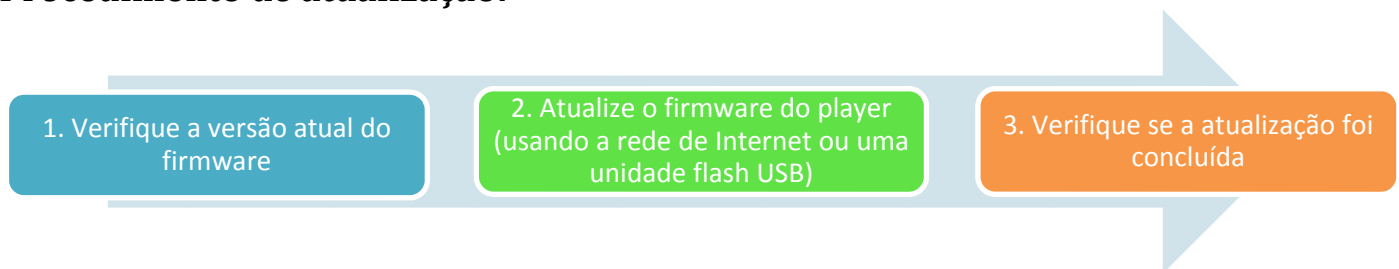 1. Verifique a versão atual do
firmware
2. Atualize o firmware do player
(usando a rede de Internet ou uma
unidade flash USB)
3. Verifique se a atualização foi
concluída